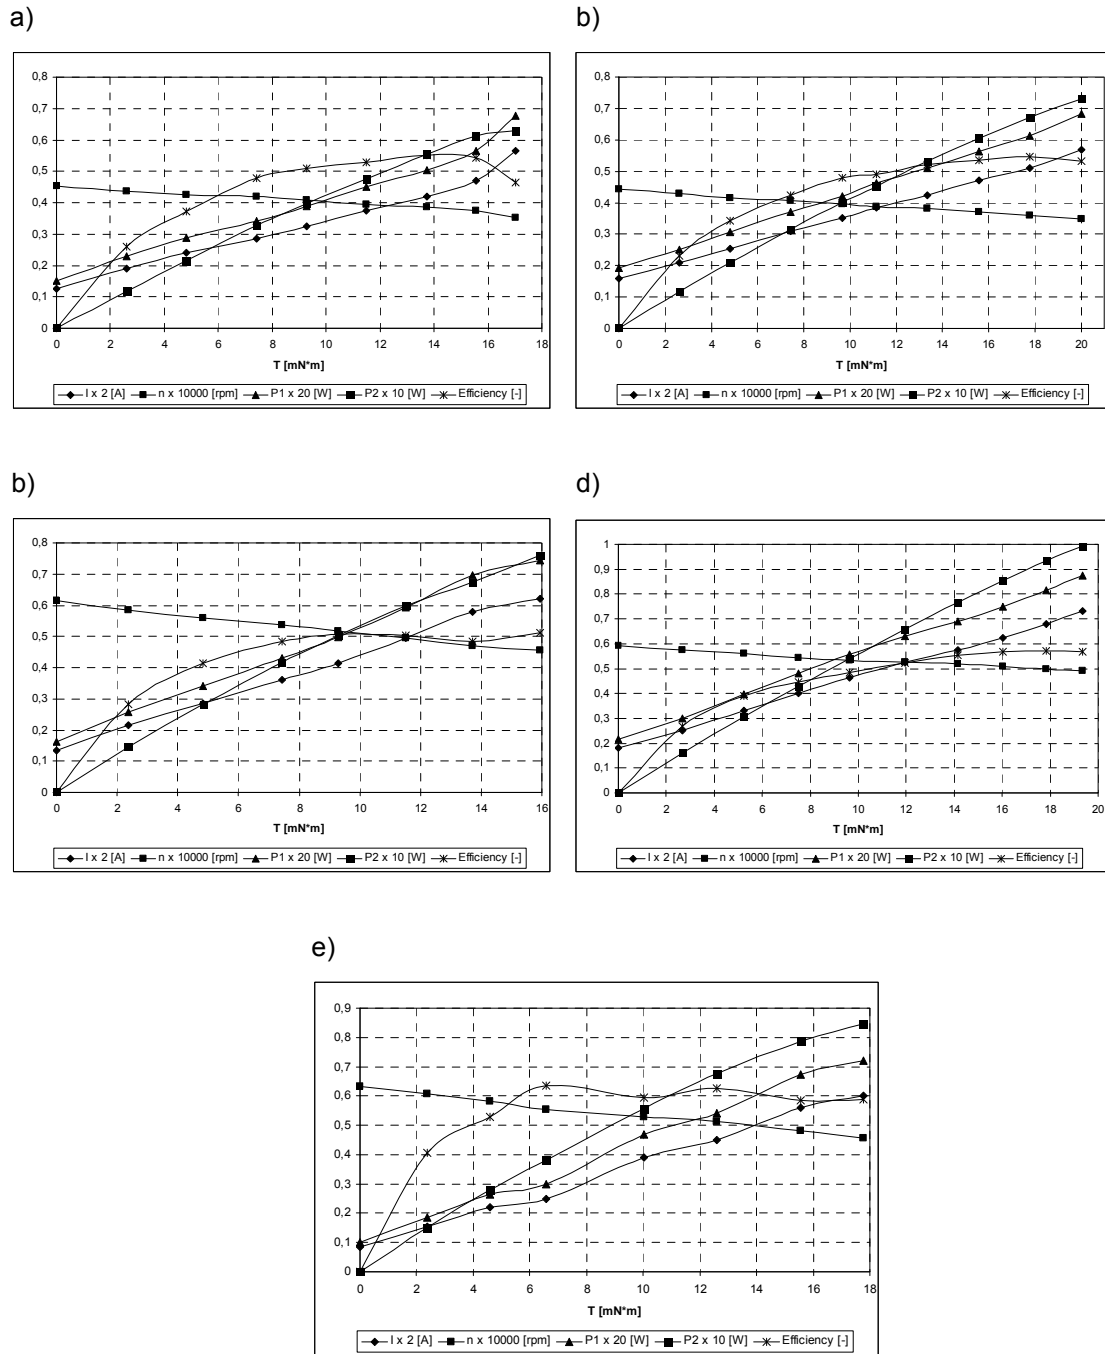 a)
0,8
0,7
0,6
0,5
0,4
0,3
0,2
0,1
0
0 2 4 6 8 10 12 14 16 18
T [mN*m]
I x 2 [A] n x 10000 [rpm] P1 x 20 [W] P2 x 10 [W] Efficiency [-]
b)
0,8
0,7
0,6
0,5
0,4
0,3
0,2
0,1
0
0 2 4 6 8 10 12 14 16 18 20
T [mN*m]
I x 2 [A] n x 10000 [rpm] P1 x 20 [W] P2 x 10 [W] Efficiency [-]
b)
0,8
0,7
0,6
0,5
0,4
0,3
0,2
0,1
0
0 2 4 6 8 10 12 14 16
T [mN*m]
I x 2 [A] n x 10000 [rpm] P1 x 20 [W] P2 x 10 [W] Efficiency [-]
d)
1
0,9
0,8
0,7
0,6
0,5
0,4
0,3
0,2
0,1
0
0 2 4 6 8 10 12 14 16 18 20
T [mN*m]
I x 2 [A] n x 10000 [rpm] P1 x 20 [W] P2 x 10 [W] Efficiency [-]
e)
0,9
0,8
0,7
0,6
0,5
0,4
0,3
0,2
0,1
0
0 2 4 6 8 10 12 14 16 18
T [mN*m]
I x 2 [A] n x 10000 [rpm] P1 x 20 [W] P2 x 10 [W] Efficiency [-]